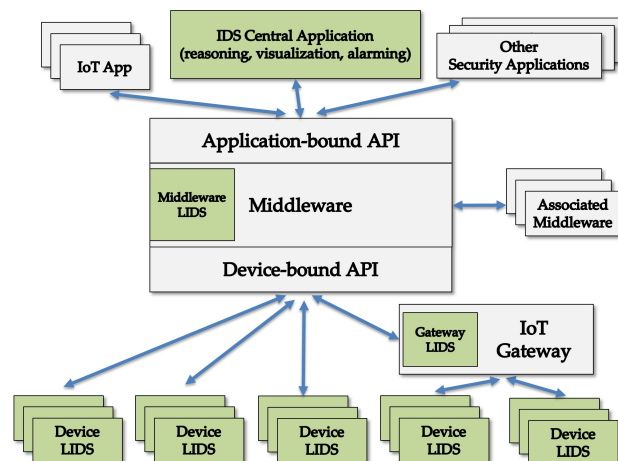 IDS Central Application
(reasoning, visualization, alarming)
IoT App
Other
Security Applications
Application-bound API
Middleware
LIDS
Middleware
Associated
Middleware
Device-bound API
Gateway
LIDS
IoT
Gateway
Device
LIDS
Device
LIDS
Device
LIDS
Device
LIDS
Device
LIDS